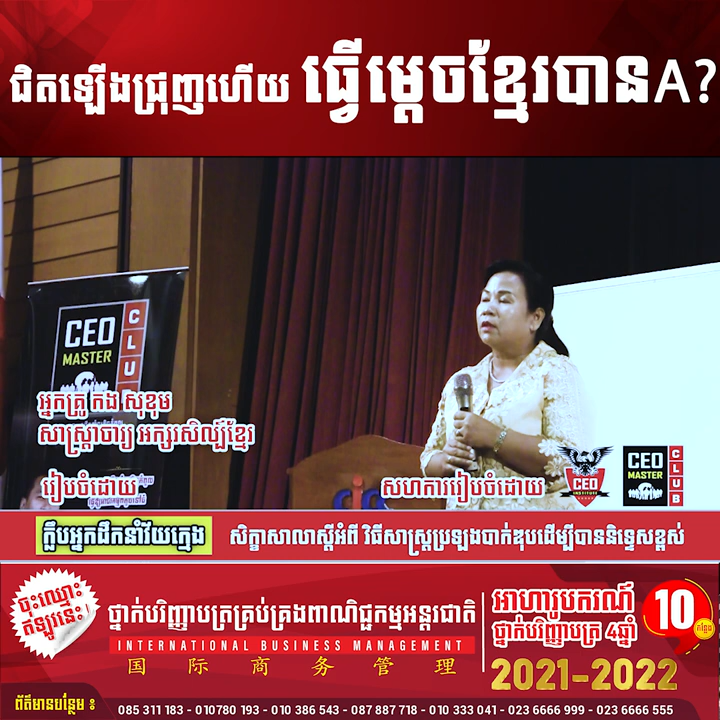 ជិតឡើងជ្រុញហើយ ធ្វើម្ដេចខ្មែរបានA?
CEO
MASTER
CLUB
អ្នកគ្រូ កង សុខុម
សាស្ត្រាចារ្យ អក្សរសិល្ប៍ខ្មែរ
រៀបចំដោយ
សហការរៀបចំដោយ
CEO
INSTITUTE
CEO
MASTER
CLUB
ក្លឹបអ្នកដឹកនាំវ័យក្មេង
សិក្ខាសាលាស្ដីអំពី វិធីសាស្ត្រប្រឡងបាក់ឌុបដើម្បីបាននិទ្ទេសខ្ពស់
ចុះឈ្មោះ
ឥឡូវនេះ!
ថ្នាក់បរិញ្ញាបត្រគ្រប់គ្រងពាណិជ្ជកម្មអន្តរជាតិ
INTERNATIONAL BUSINESS MANAGEMENT
国际商务管理
អាហារូបករណ៍
ថ្នាក់បរិញ្ញាបត្រ 4ឆ្នាំ
10
កន្លែង
2021-2022
ព័ត៌មានបន្ថែម ៖
085 311 183 - 010780 193 - 010 386 543 - 087 887 718 - 010 333 041 - 023 6666 999 - 023 6666 555